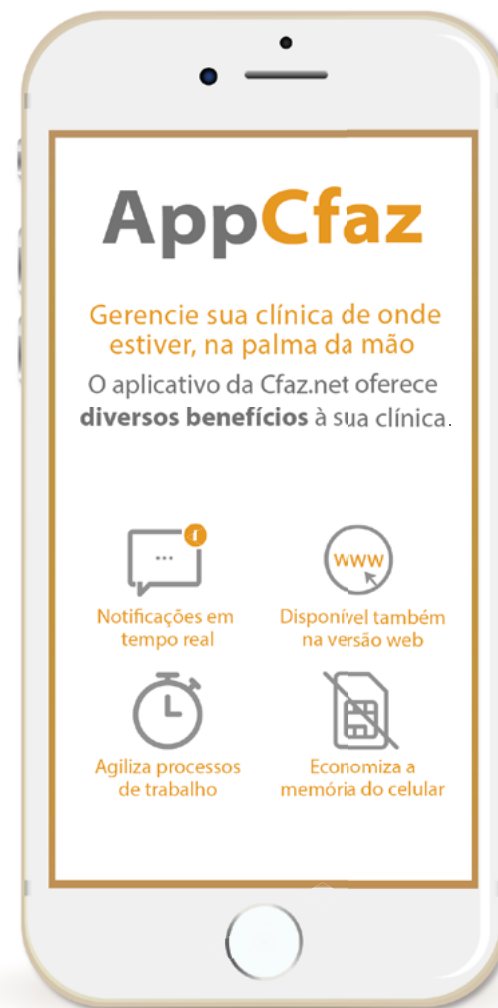 AppCfaz
Gerencie sua clínica de onde
estiver, na palma da mão
O aplicativo da Cfaz.net oferece
diversos benefícios à sua clínica.
...
www
Notificações em
tempo real
Disponível também
na versão web
Agiliza processos
de trabalho
Economiza a
memória do celular